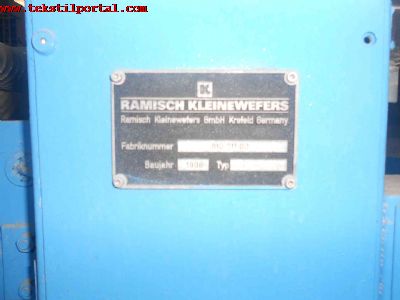 www.tekstilportal.com
K
RAMISCH KLEINEWEFERS
Ramisch Kleinewefers GmbH Krefeld Germany
Fabriknummer
Baujahr Typ